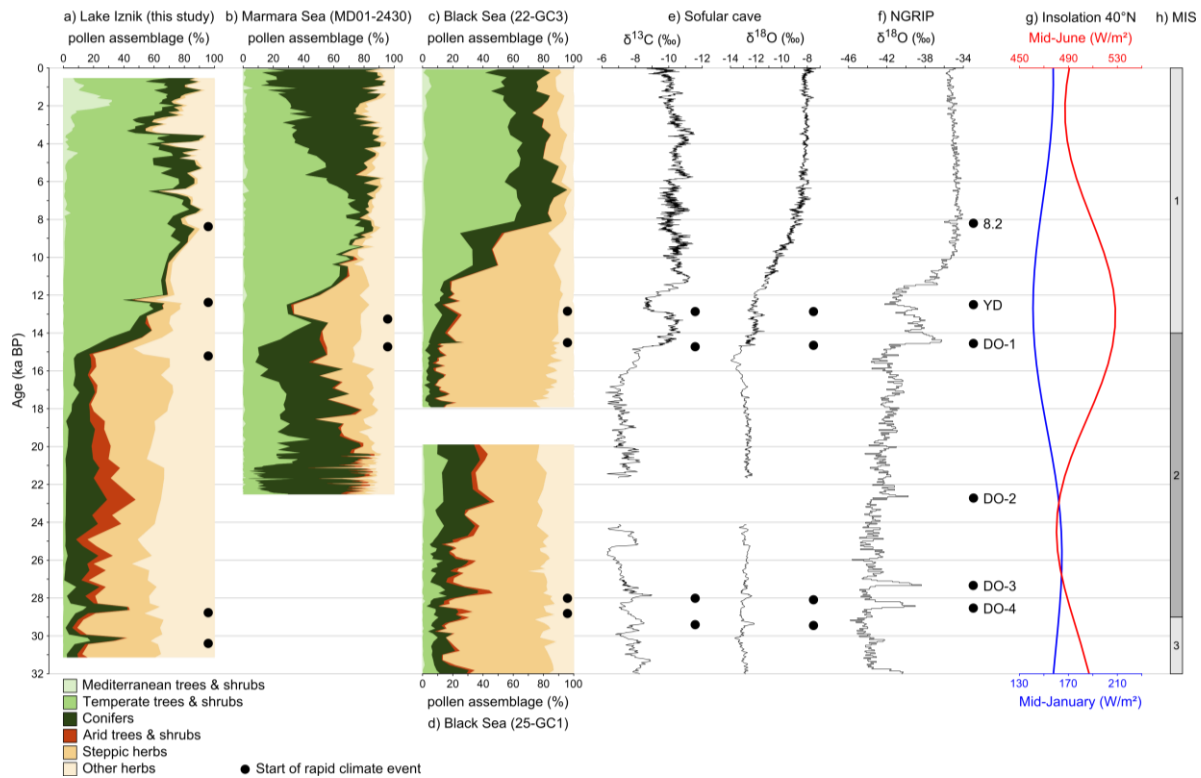 a) Lake Iznik (this study)
pollen assemblage (%)
b) Marmara Sea (MD01-2430)
pollen assemblage (%)
c) Black Sea (22-GC3)
pollen assemblage (%)
e) Sofular cave
δ¹³C (‰)
δ¹⁸O (‰)
f) NGRIP
δ¹⁸O (‰)
g) Insolation 40°N
Mid-June (W/m²)
h) MIS
0 20 40 60 80 100
0 20 40 60 80 100
0 20 40 60 80 100
-6 -8 -10 -12
-14 -12 -10 -8
-46 -42 -38 -34
450 490 530
Age (ka BP)
0
2
4
6
8
10
12
14
16
18
20
22
24
26
28
30
32
8.2
YD
DO-1
DO-2
DO-3
DO-4
1
2
3
0 20 40 60 80 100
pollen assemblage (%)
d) Black Sea (25-GC1)
130 170 210
Mid-January (W/m²)
Mediterranean trees & shrubs
Temperate trees & shrubs
Conifers
Arid trees & shrubs
Steppic herbs
Other herbs
Start of rapid climate event